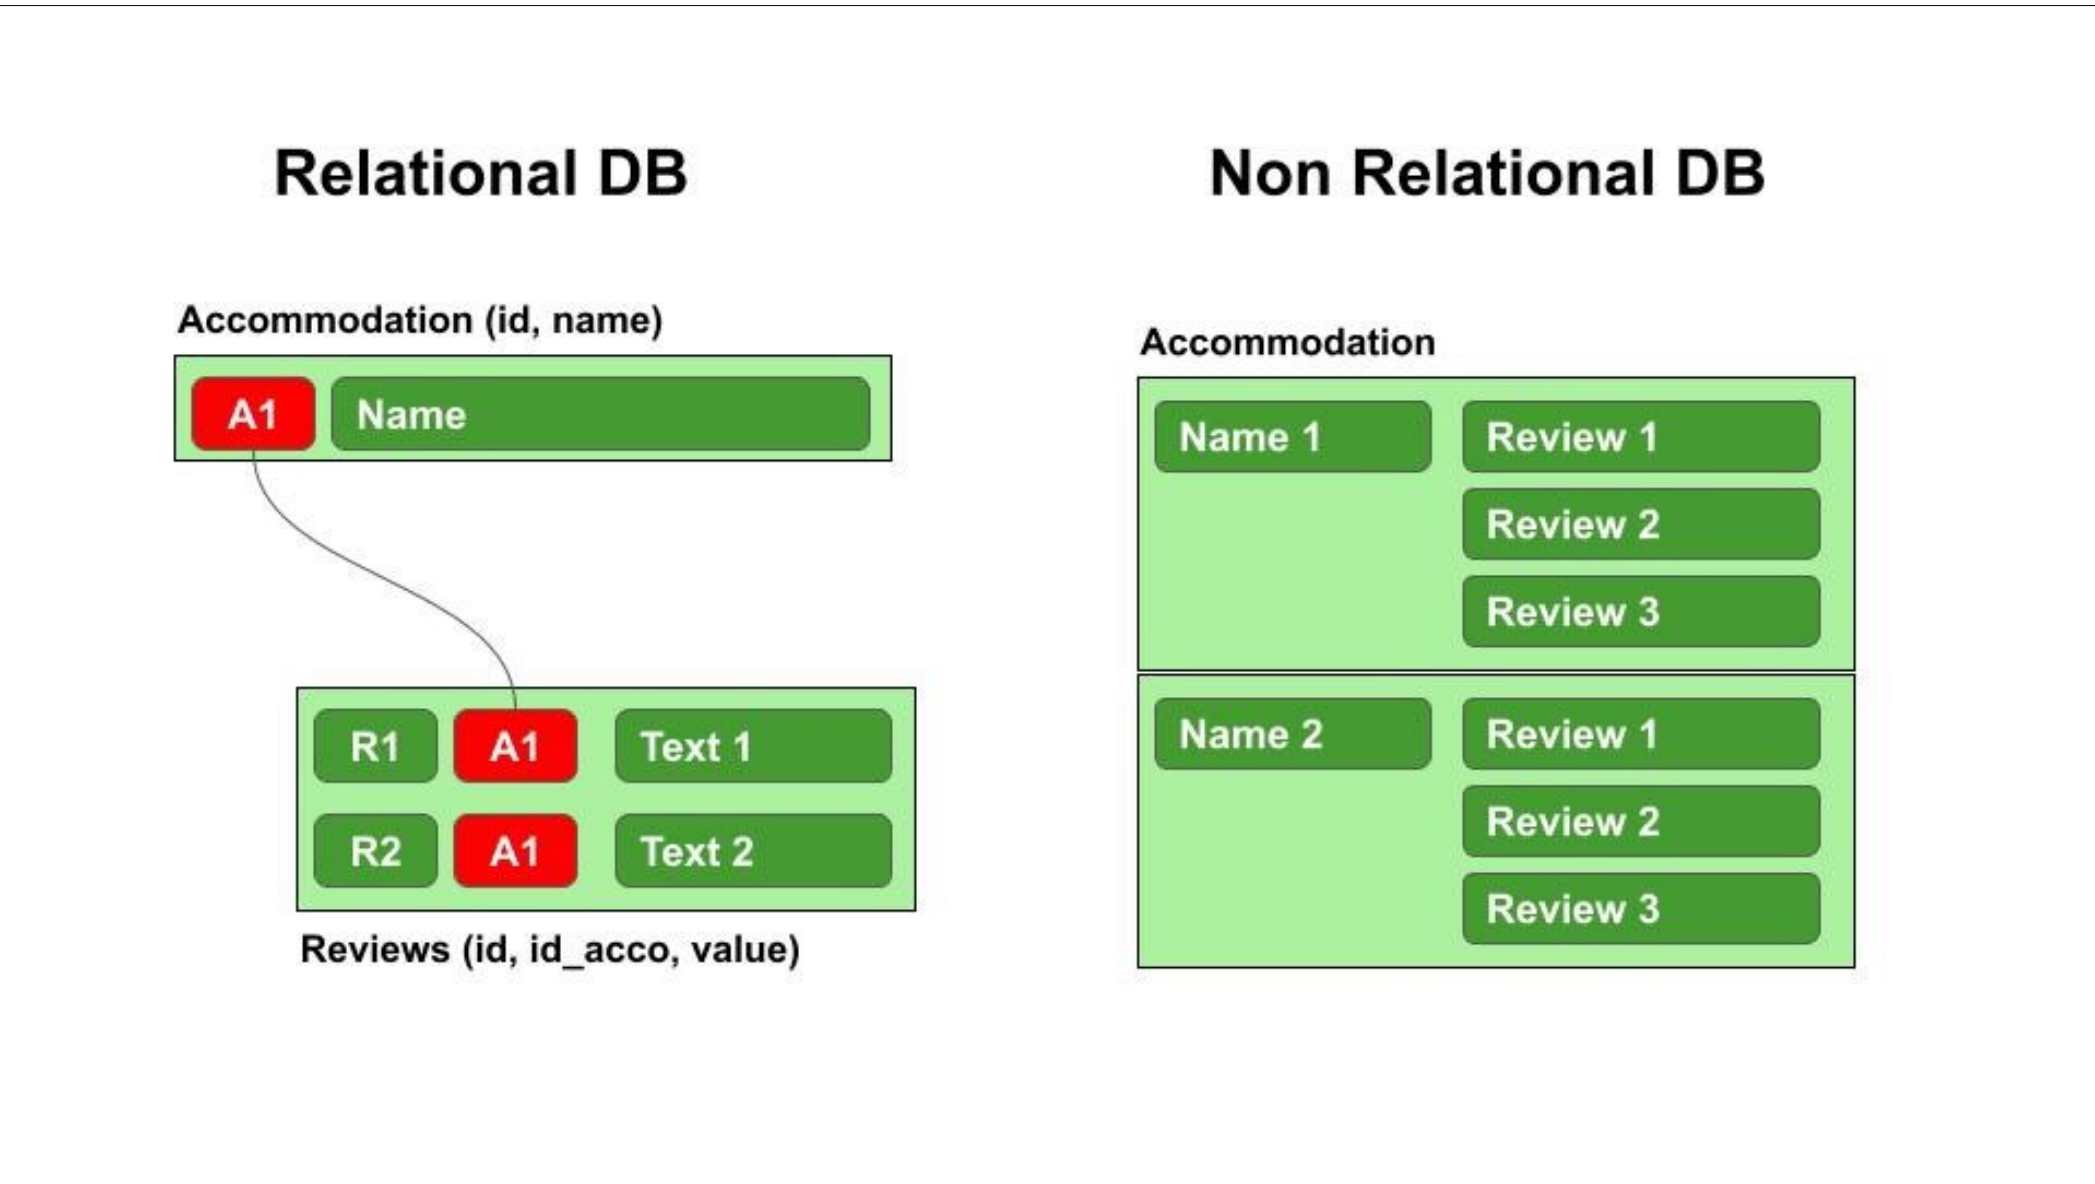 Relational DB
Accommodation (id, name)
A1 Name
R1 A1 Text 1
R2 A1 Text 2
Reviews (id, id_acco, value)
Non Relational DB
Accommodation
Name 1 Review 1
Review 2
Review 3
Name 2 Review 1
Review 2
Review 3